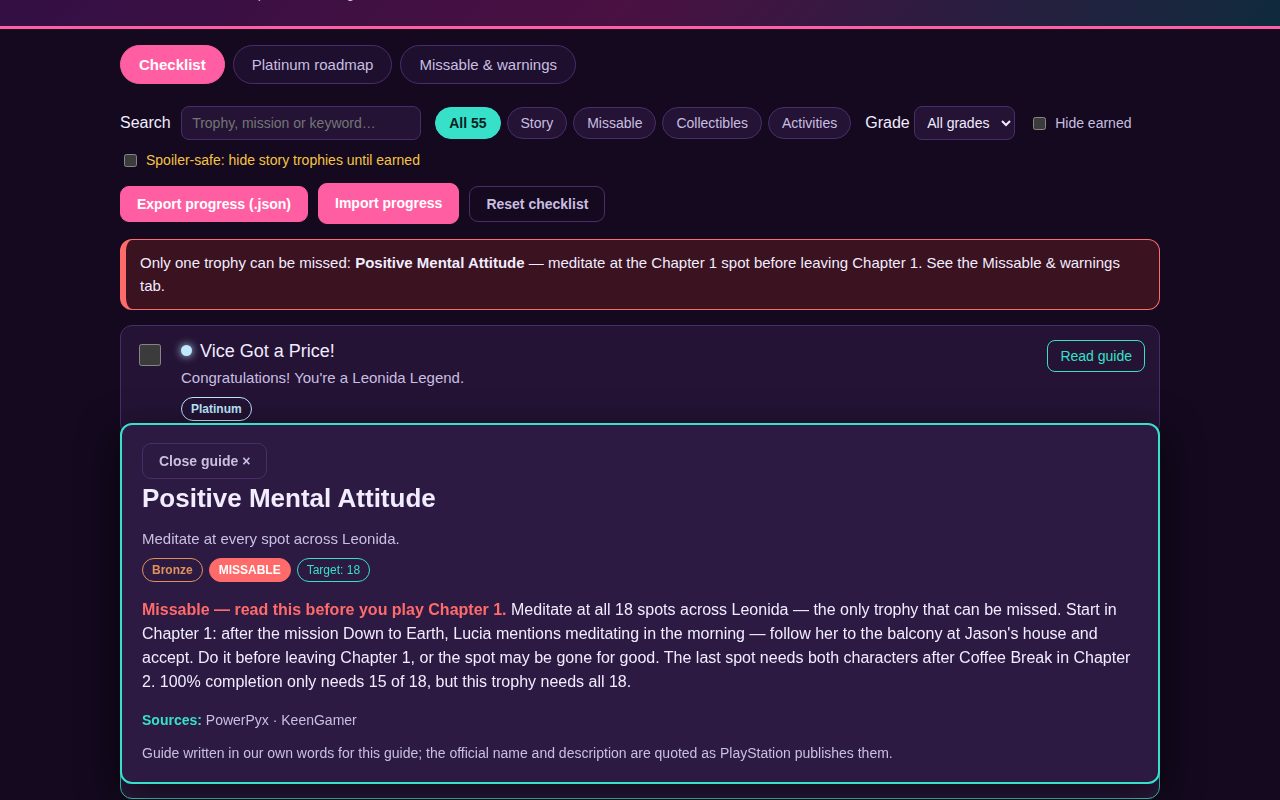 Checklist
Platinum roadmap
Missable & warnings
Search
Trophy, mission or keyword…
All 55
Story
Missable
Collectibles
Activities
Grade
All grades
Hide earned
Spoiler-safe: hide story trophies until earned
Export progress (.json)
Import progress
Reset checklist
Only one trophy can be missed: Positive Mental Attitude — meditate at the Chapter 1 spot before leaving Chapter 1. See the Missable & warnings
tab.
Vice Got a Price!
Read guide
Congratulations! You're a Leonida Legend.
Platinum
Close guide ×
Positive Mental Attitude
Meditate at every spot across Leonida.
Bronze
MISSABLE
Target: 18
Missable — read this before you play Chapter 1. Meditate at all 18 spots across Leonida — the only trophy that can be missed. Start in
Chapter 1: after the mission Down to Earth, Lucia mentions meditating in the morning — follow her to the balcony at Jason's house and
accept. Do it before leaving Chapter 1, or the spot may be gone for good. The last spot needs both characters after Coffee Break in Chapter
2. 100% completion only needs 15 of 18, but this trophy needs all 18.
Sources: PowerPyx · KeenGamer
Guide written in our own words for this guide; the official name and description are quoted as PlayStation publishes them.